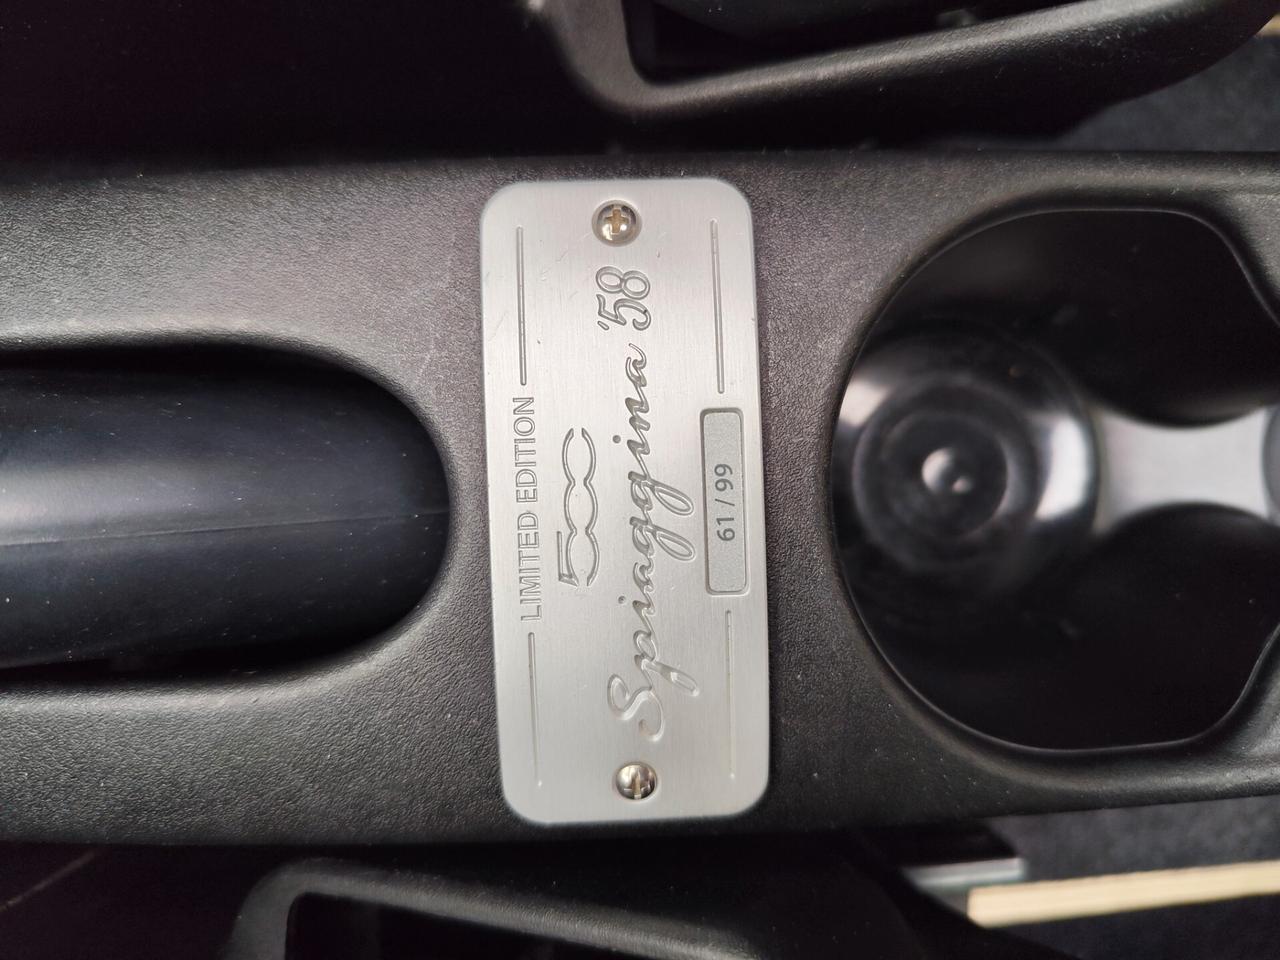 LIMITED EDITION
500
Spiaggina '58
61 / 99